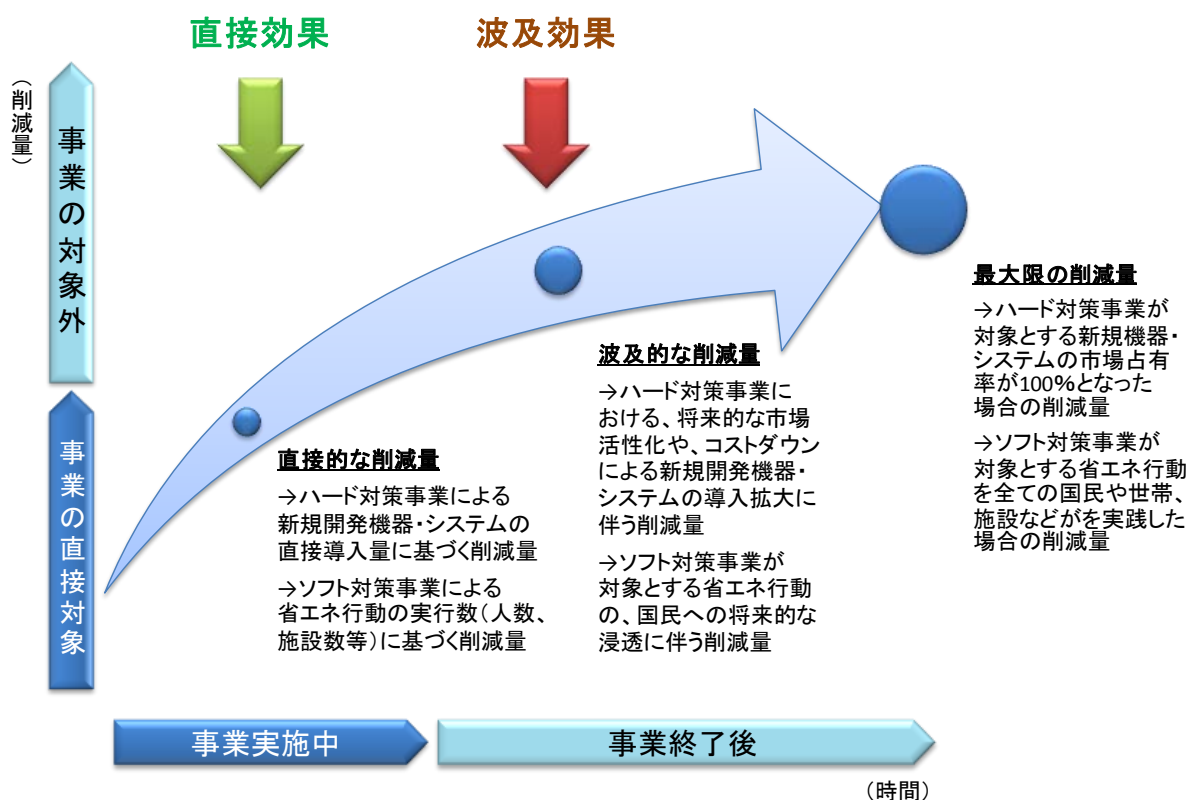 直接効果
波及効果
（削減量）
事業の対象外
事業の直接対象
直接的な削減量
→ハード対策事業による
新規開発機器・システムの
直接導入量に基づく削減量
→ソフト対策事業による
省エネ行動の実行数（人数、
施設数等）に基づく削減量
波及的な削減量
→ハード対策事業に
おける、将来的な市場
活性化や、コストダウン
による新規開発機器・
システムの導入拡大に
伴う削減量
→ソフト対策事業が
対象とする省エネ行動
の、国民への将来的な
浸透に伴う削減量
最大限の削減量
→ハード対策事業が
対象とする新規機器・
システムの市場占有
率が100％となった
場合の削減量
→ソフト対策事業が
対象とする省エネ行動
を全ての国民や世帯、
施設などがを実践した
場合の削減量
事業実施中
事業終了後
（時間）